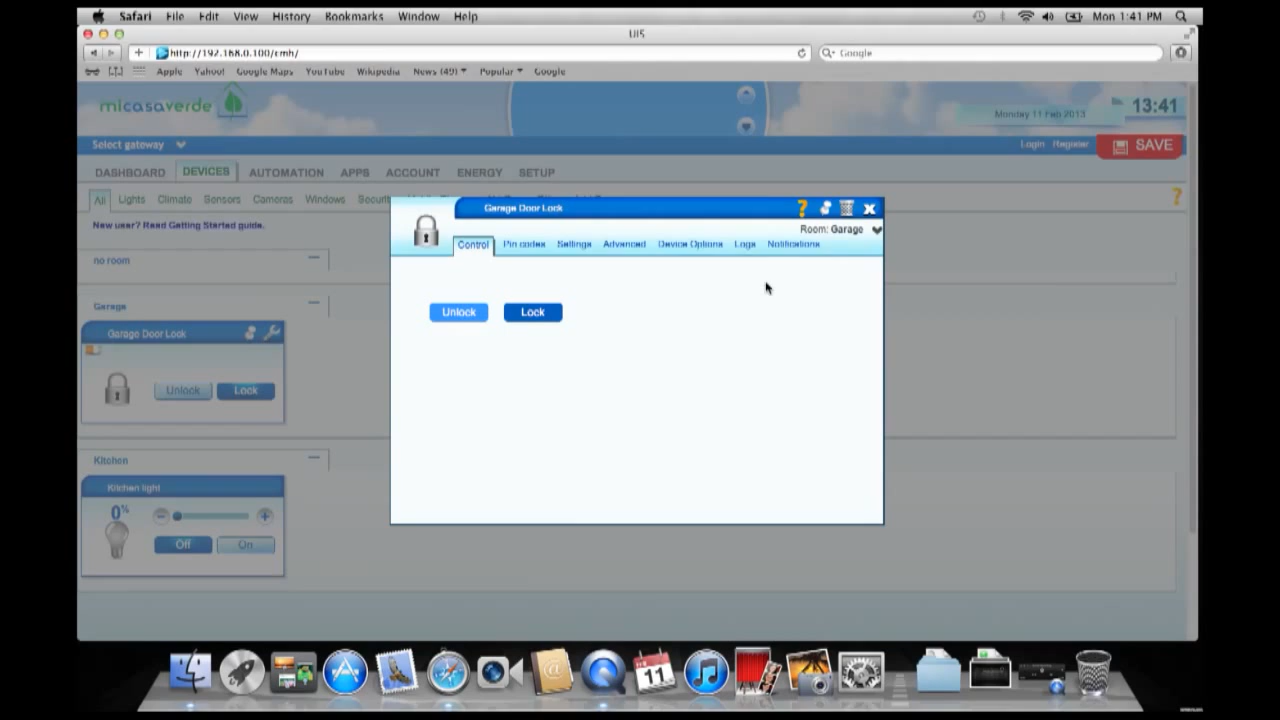 Safari File Edit View History Bookmarks Window Help Mon 1:41 PM
UI5
http://192.168.0.100/cmh/ Google
Apple Yahoo! Google Maps YouTube Wikipedia News (49) Popular Google
micasaverde
Monday 11 Feb 2013 13:41
Select gateway Login Register SAVE
DASHBOARD DEVICES AUTOMATION APPS ACCOUNT ENERGY SETUP
All Lights Climate Sensors Cameras Windows
New user? Read Getting Started guide.
Garage Door Lock
Room: Garage
Control Pin codes Settings Advanced Device Options Logs Notifications
Unlock Lock
no room
Garage
Garage Door Lock
Unlock Lock
Kitchen
Kitchen light
0%
Off On
11